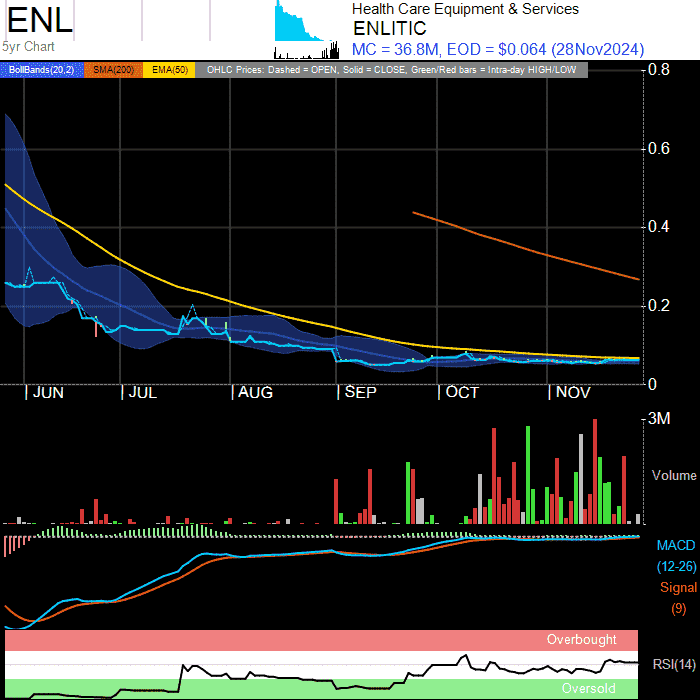 ENL
5yr Chart
Health Care Equipment & Services
ENLITIC
MC = 36.8M, EOD = $0.064 (28Nov2024)
BollBands(20,2) SMA(200) EMA(50) OHLC Prices: Dashed = OPEN, Solid = CLOSE, Green/Red bars = Intra-day HIGH/LOW
0.8
0.6
0.4
0.2
0
JUN JUL AUG SEP OCT NOV
3M
Volume
MACD
(12-26)
Signal
(9)
Overbought
RSI(14)
Oversold